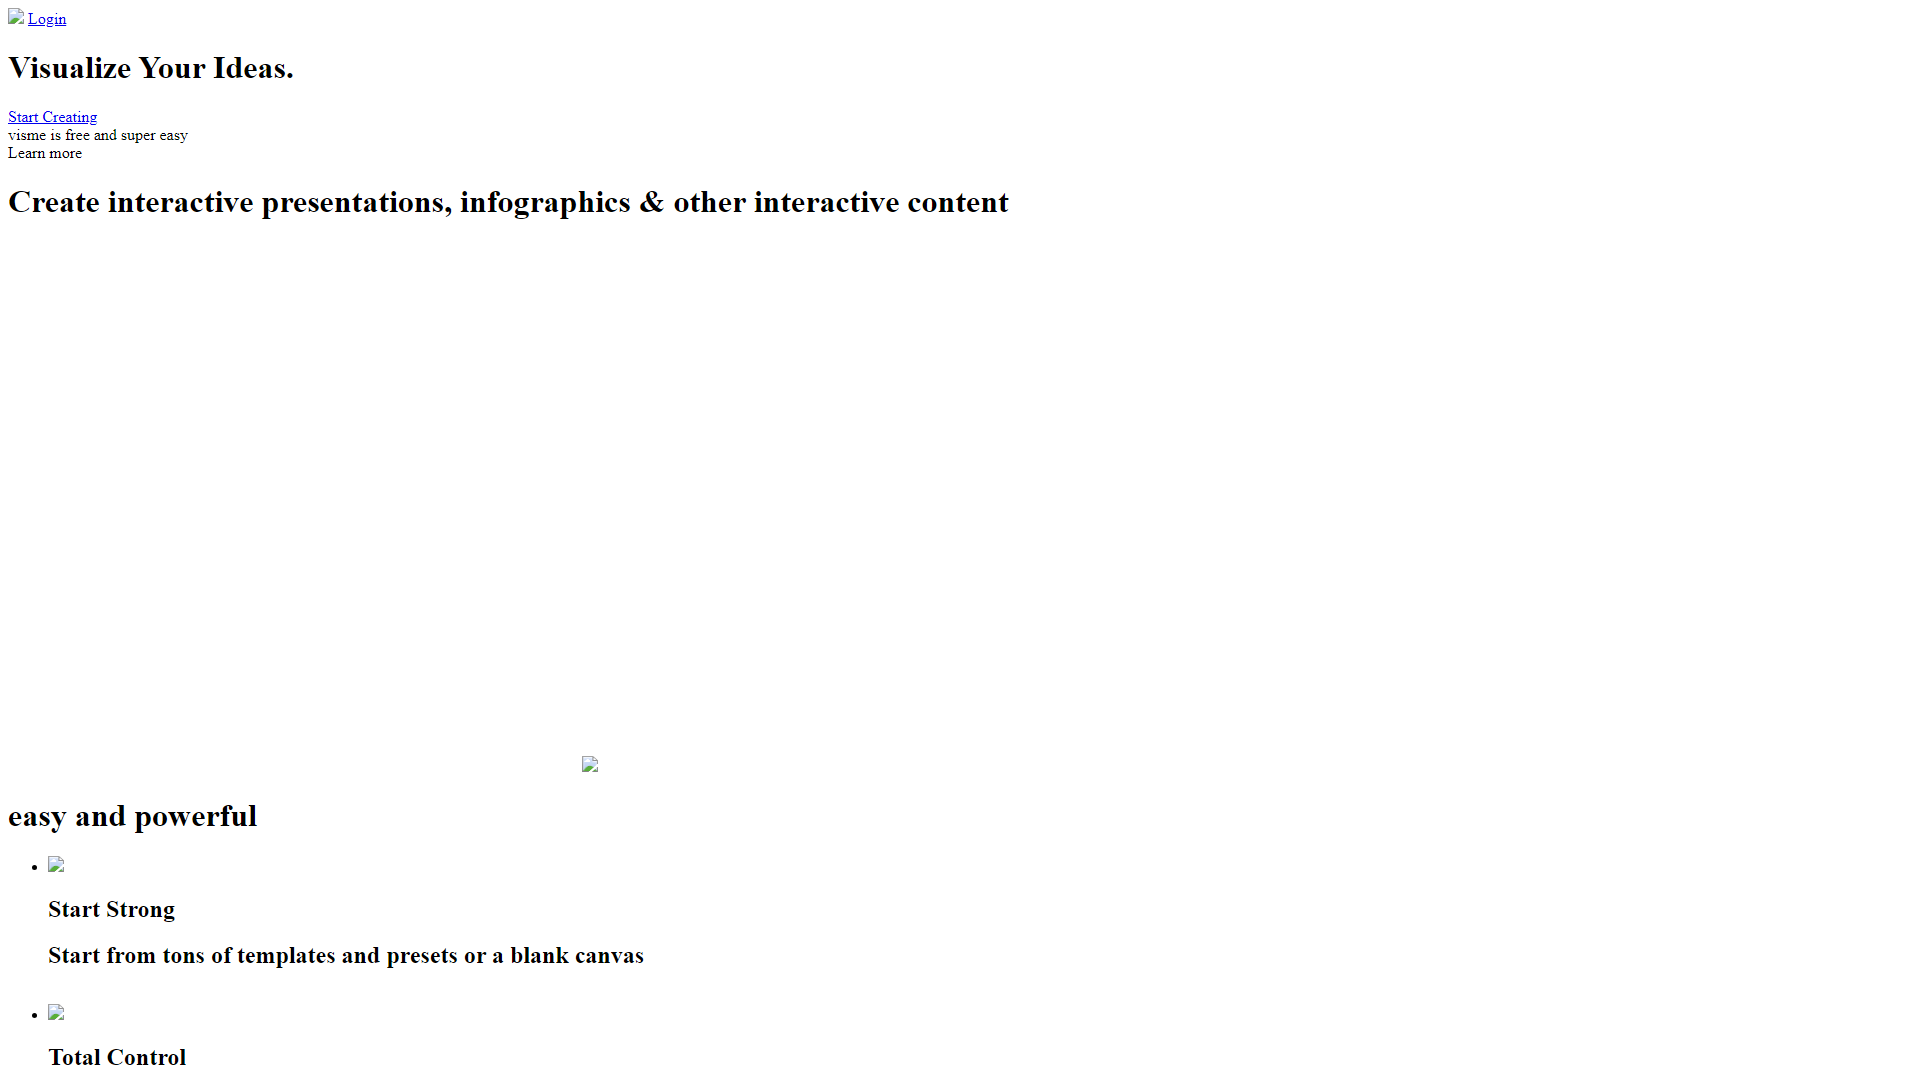 Login
Visualize Your Ideas.
Start Creating
visme is free and super easy
Learn more
Create interactive presentations, infographics & other interactive content
easy and powerful
Start Strong
Start from tons of templates and presets or a blank canvas
Total Control